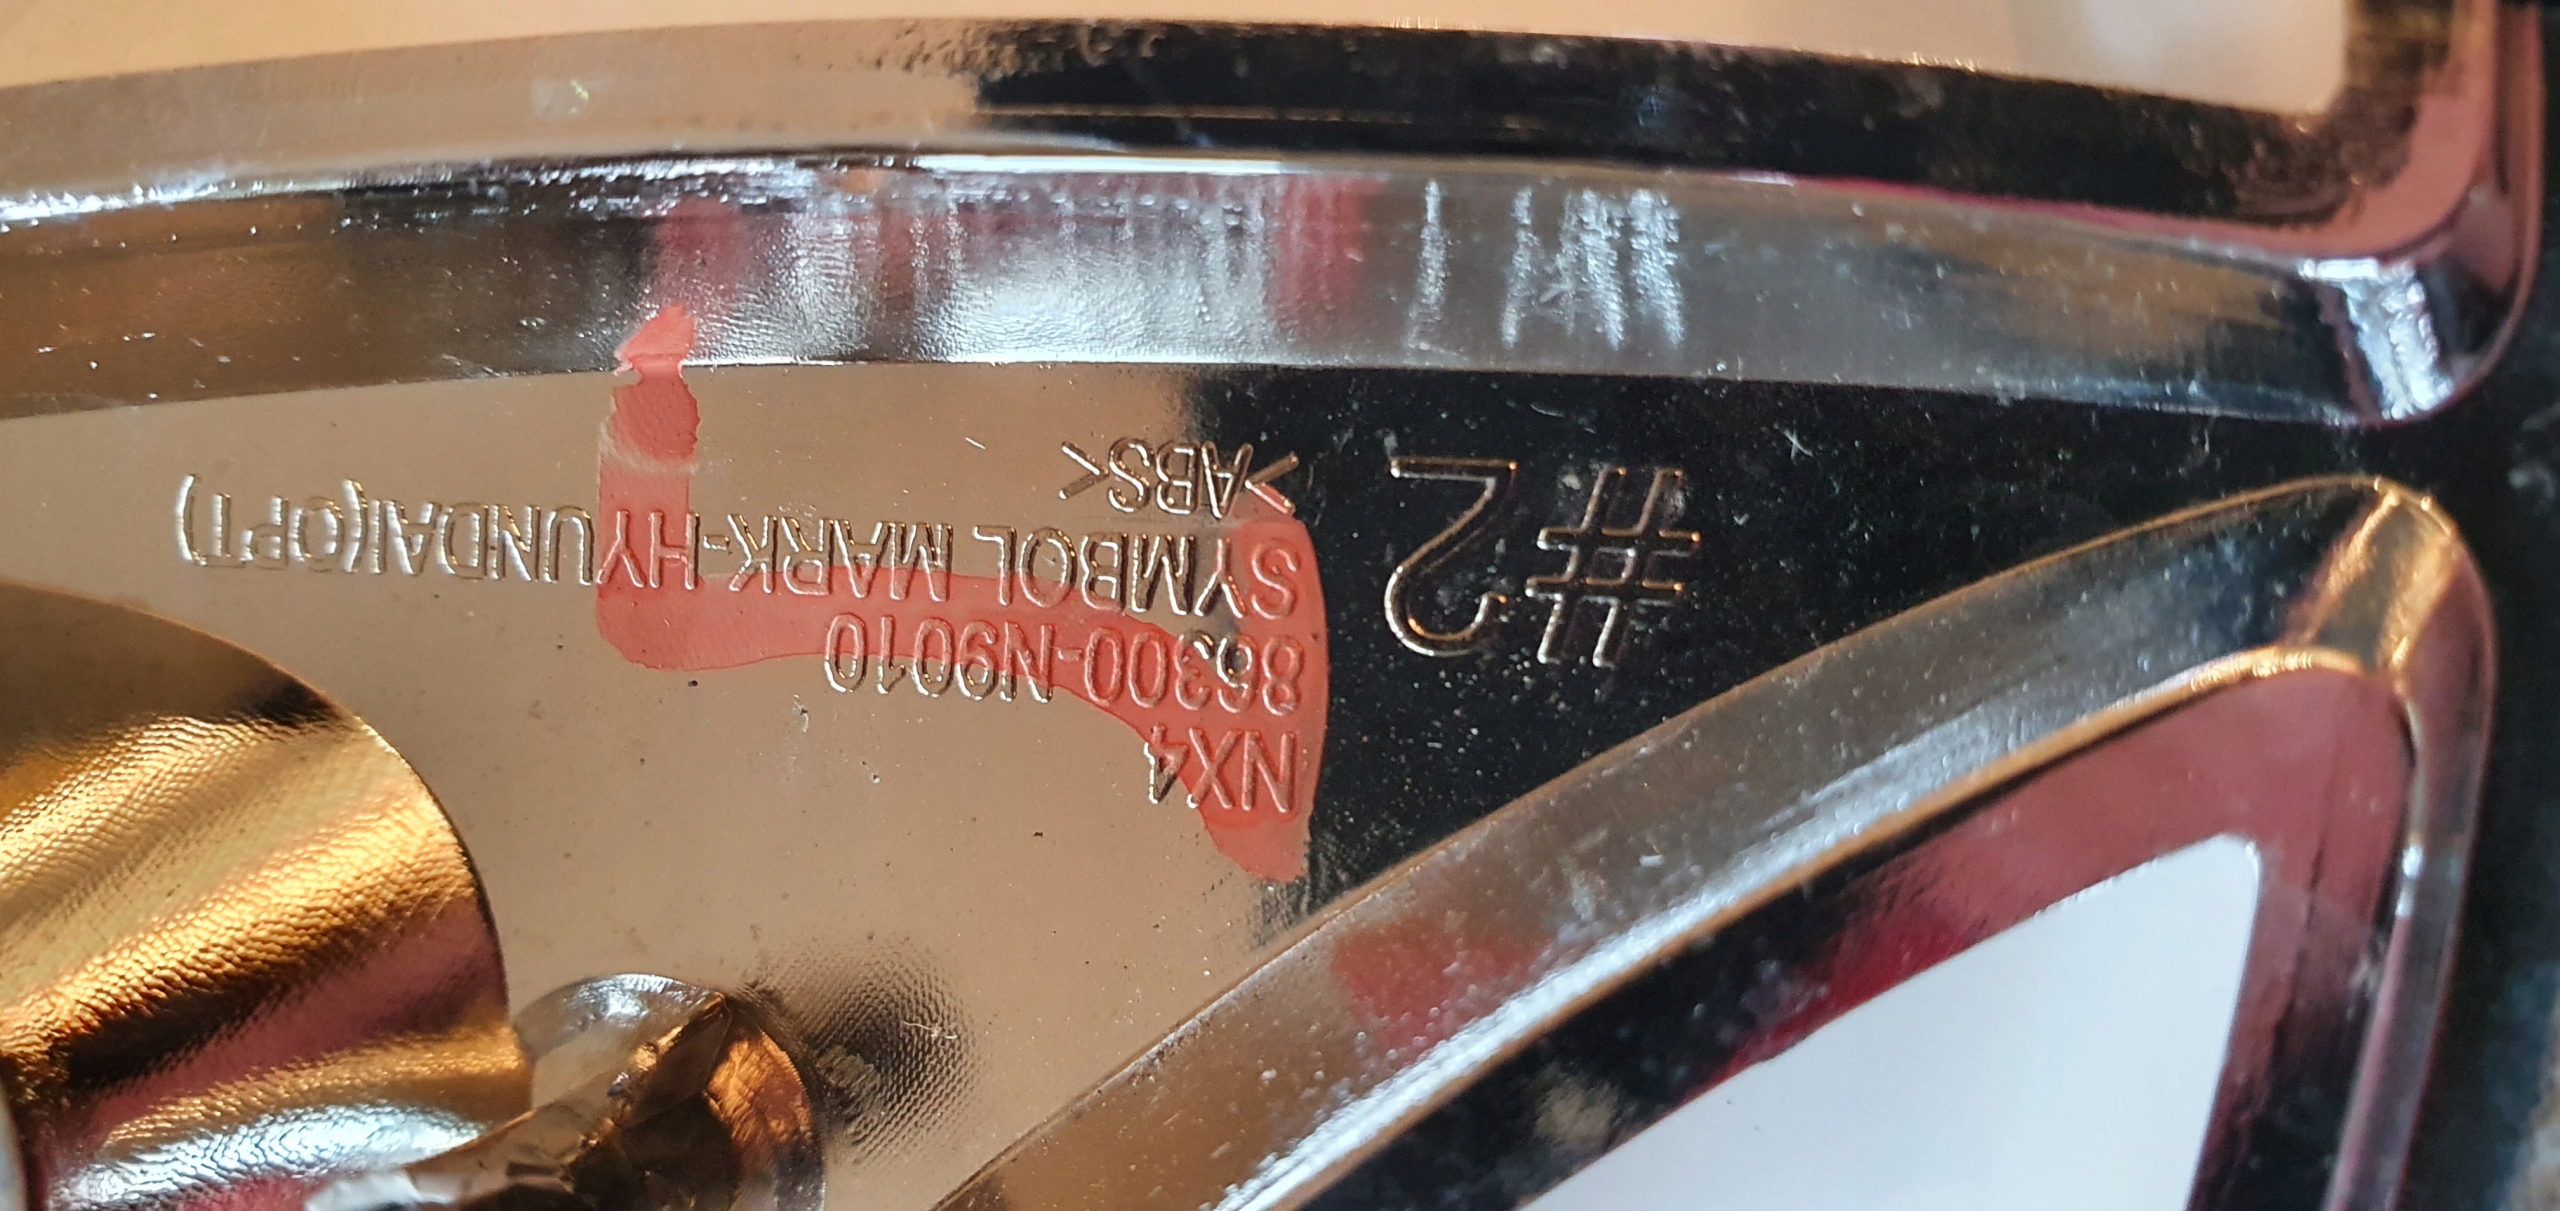 NX4
86300-N9010
SYMBOL MARK-HYUNDAI(OPT)
>ABS<
#2